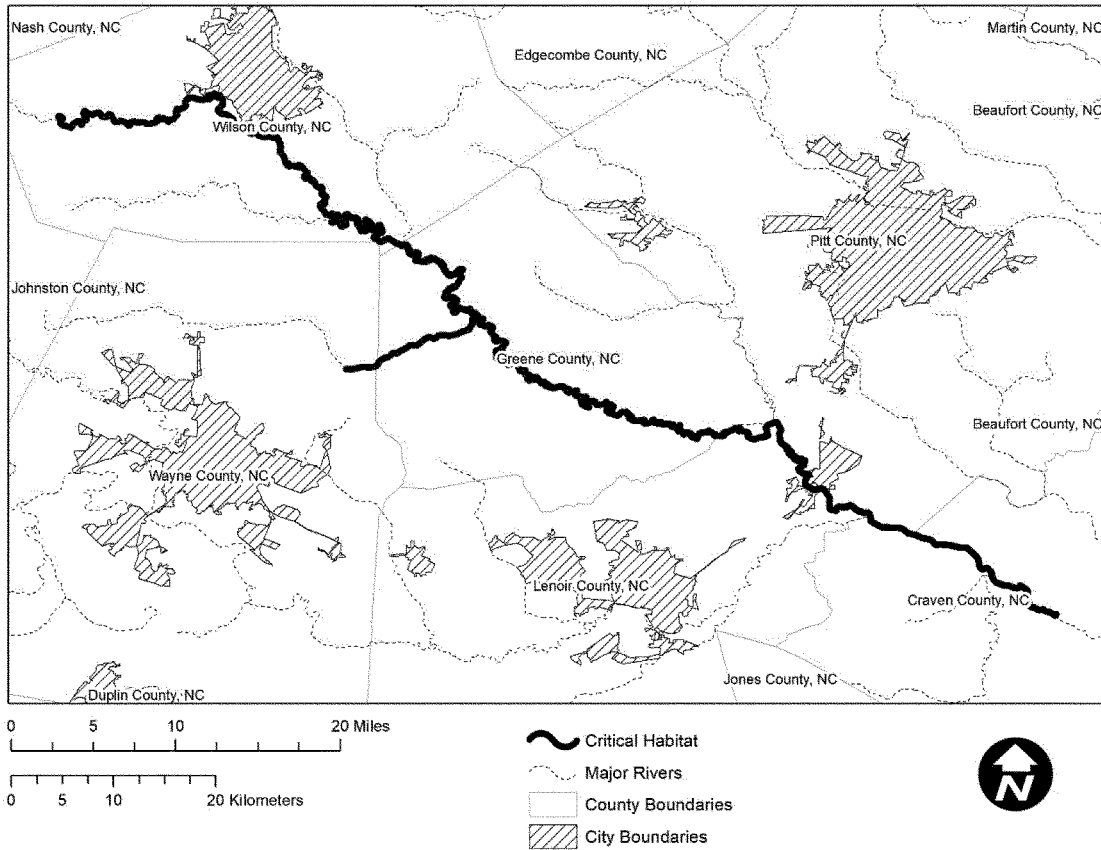 Nash County, NC
Martin County, NC
Edgecombe County, NC
Beaufort County, NC
Wilson County, NC
Pitt County, NC
Johnston County, NC
Greene County, NC
Beaufort County, NC
Wayne County, NC
Lenoir County, NC
Craven County, NC
Jones County, NC
Duplin County, NC
0 5 10 20 Miles
0 5 10 20 Kilometers
Critical Habitat
Major Rivers
County Boundaries
City Boundaries
N